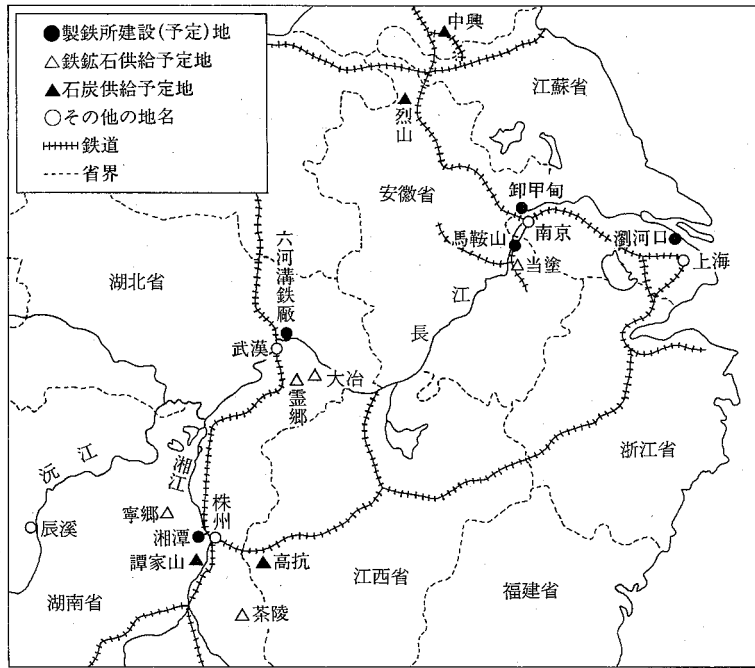 ●製鉄所建設(予定)地
△鉄鉱石供給予定地
▲石炭供給予定地
○その他の地名
鉄道
省界
中興
江蘇省
烈山
安徽省
卸甲甸
南京
馬鞍山
瀏河口
上海
当塗
六河溝鉄廠
湖北省
長江
武漢
大冶
霊郷
浙江省
沅江
湘江
寧郷
株州
辰溪
湘潭
譚家山
高抗
江西省
福建省
湖南省
茶陵